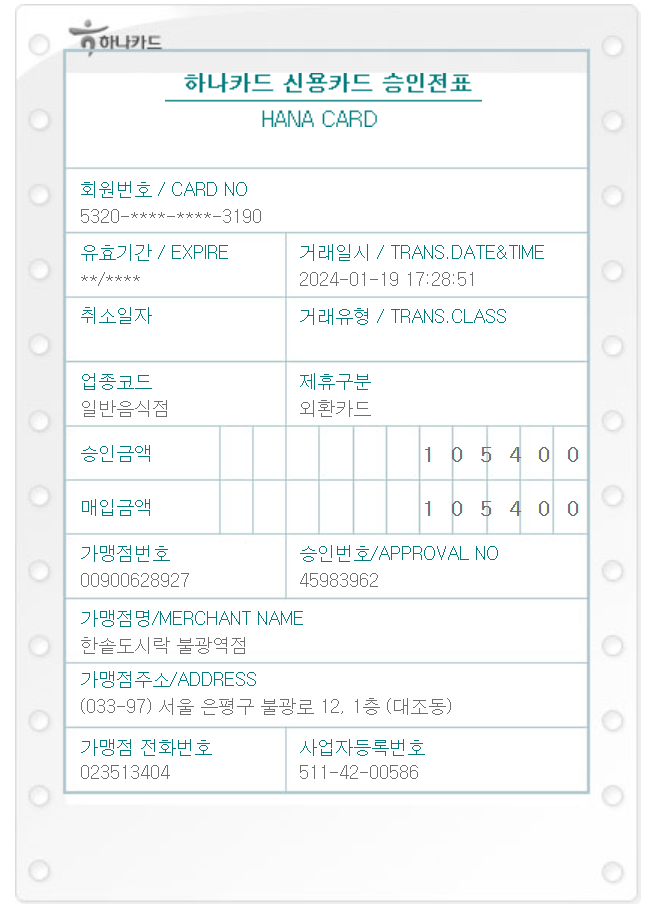 하나카드
하나카드 신용카드 승인전표
HANA CARD
회원번호 / CARD NO
5320-****-****-3190
유효기간 / EXPIRE
**/****
거래일시 / TRANS.DATE&TIME
2024-01-19 17:28:51
취소일자
거래유형 / TRANS.CLASS
업종코드
일반음식점
제휴구분
외환카드
승인금액 1 0 5 4 0 0
매입금액 1 0 5 4 0 0
가맹점번호
00900628927
승인번호/APPROVAL NO
45983962
가맹점명/MERCHANT NAME
한솥도시락 불광역점
가맹점주소/ADDRESS
(033-97) 서울 은평구 불광로 12, 1층 (대조동)
가맹점 전화번호
023513404
사업자등록번호
511-42-00586